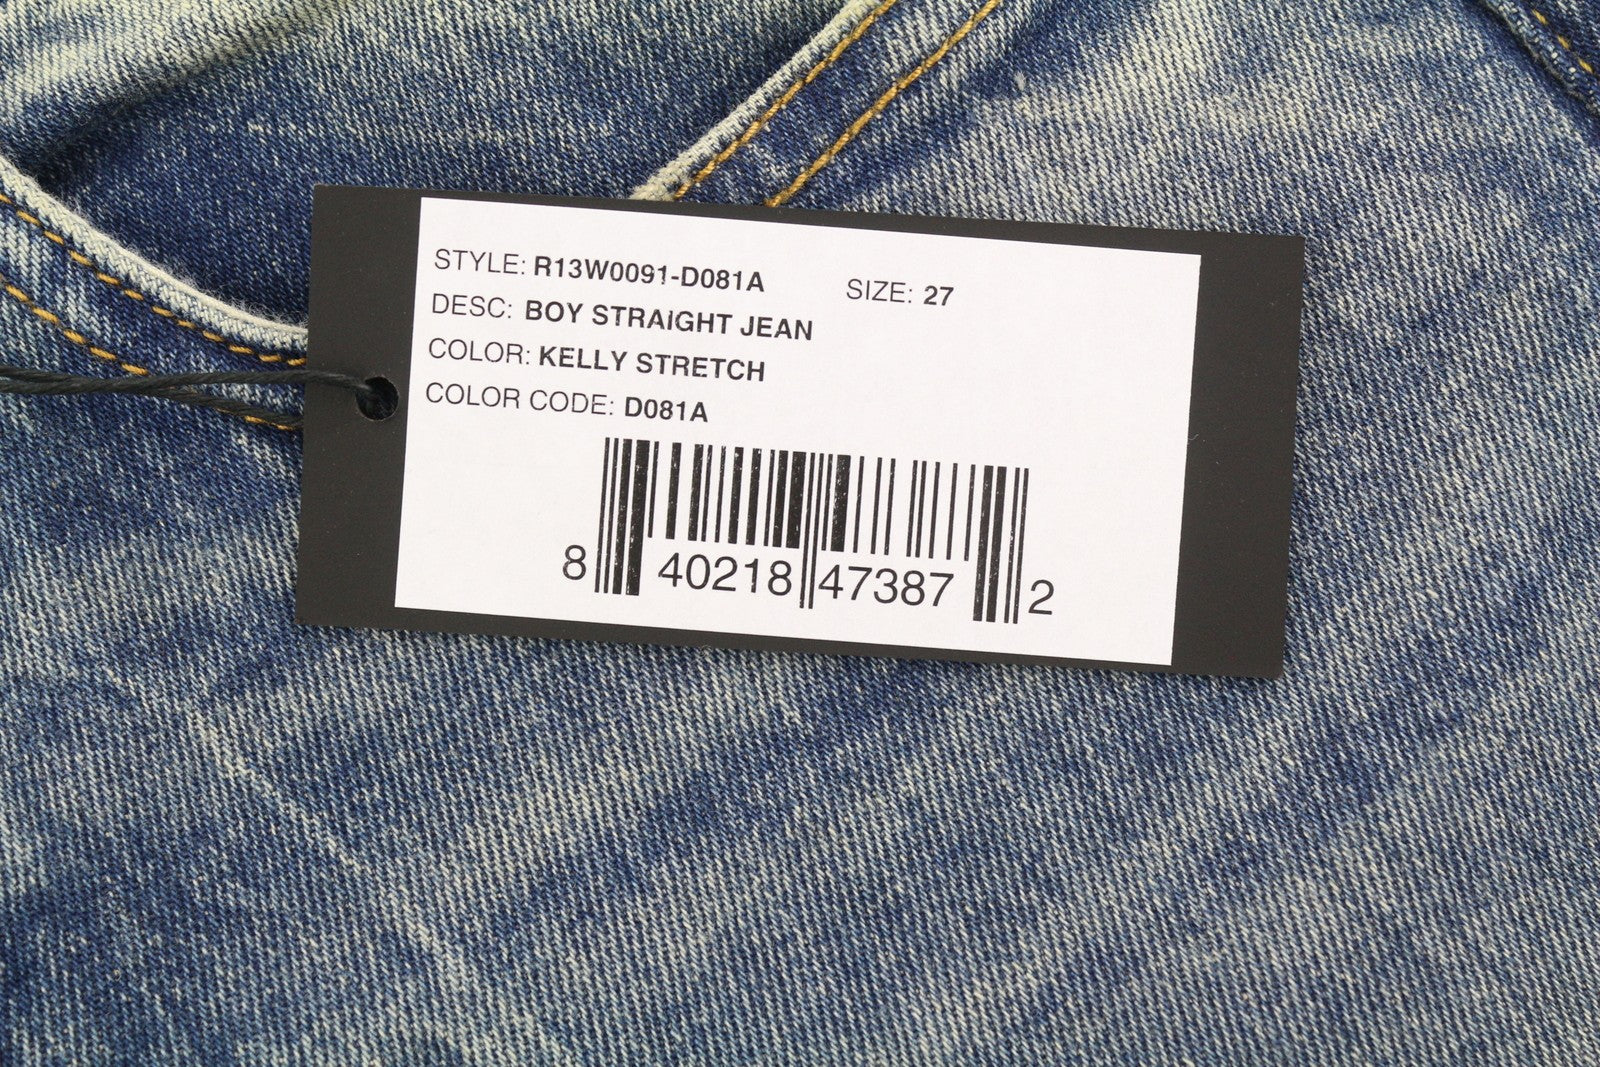 STYLE: R13W0091-D081A SIZE: 27
DESC: BOY STRAIGHT JEAN
COLOR: KELLY STRETCH
COLOR CODE: D081A
8 40218 47387 2